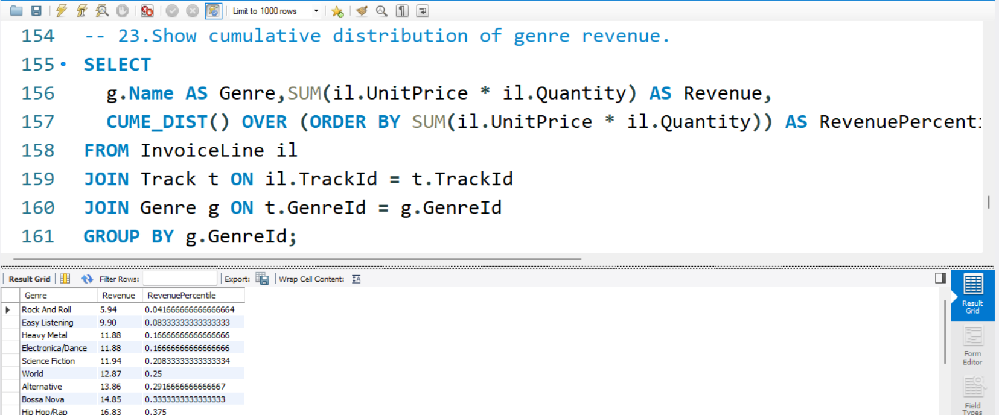 Limit to 1000 rows
154 -- 23.Show cumulative distribution of genre revenue.
155 SELECT
156 g.Name AS Genre,SUM(il.UnitPrice * il.Quantity) AS Revenue,
157 CUME_DIST() OVER (ORDER BY SUM(il.UnitPrice * il.Quantity)) AS RevenuePercenti
158 FROM InvoiceLine il
159 JOIN Track t ON il.TrackId = t.TrackId
160 JOIN Genre g ON t.GenreId = g.GenreId
161 GROUP BY g.GenreId;
Result Grid Filter Rows: Export: Wrap Cell Content:
Genre Revenue RevenuePercentile
Rock And Roll 5.94 0.041666666666666664
Easy Listening 9.90 0.08333333333333333
Heavy Metal 11.88 0.16666666666666666
Electronica/Dance 11.88 0.16666666666666666
Science Fiction 11.94 0.20833333333333334
World 12.87 0.25
Alternative 13.86 0.2916666666666667
Bossa Nova 14.85 0.3333333333333333
Hip Hop/Rap 16.83 0.375
Result
Grid
Form
Editor
Field
Types